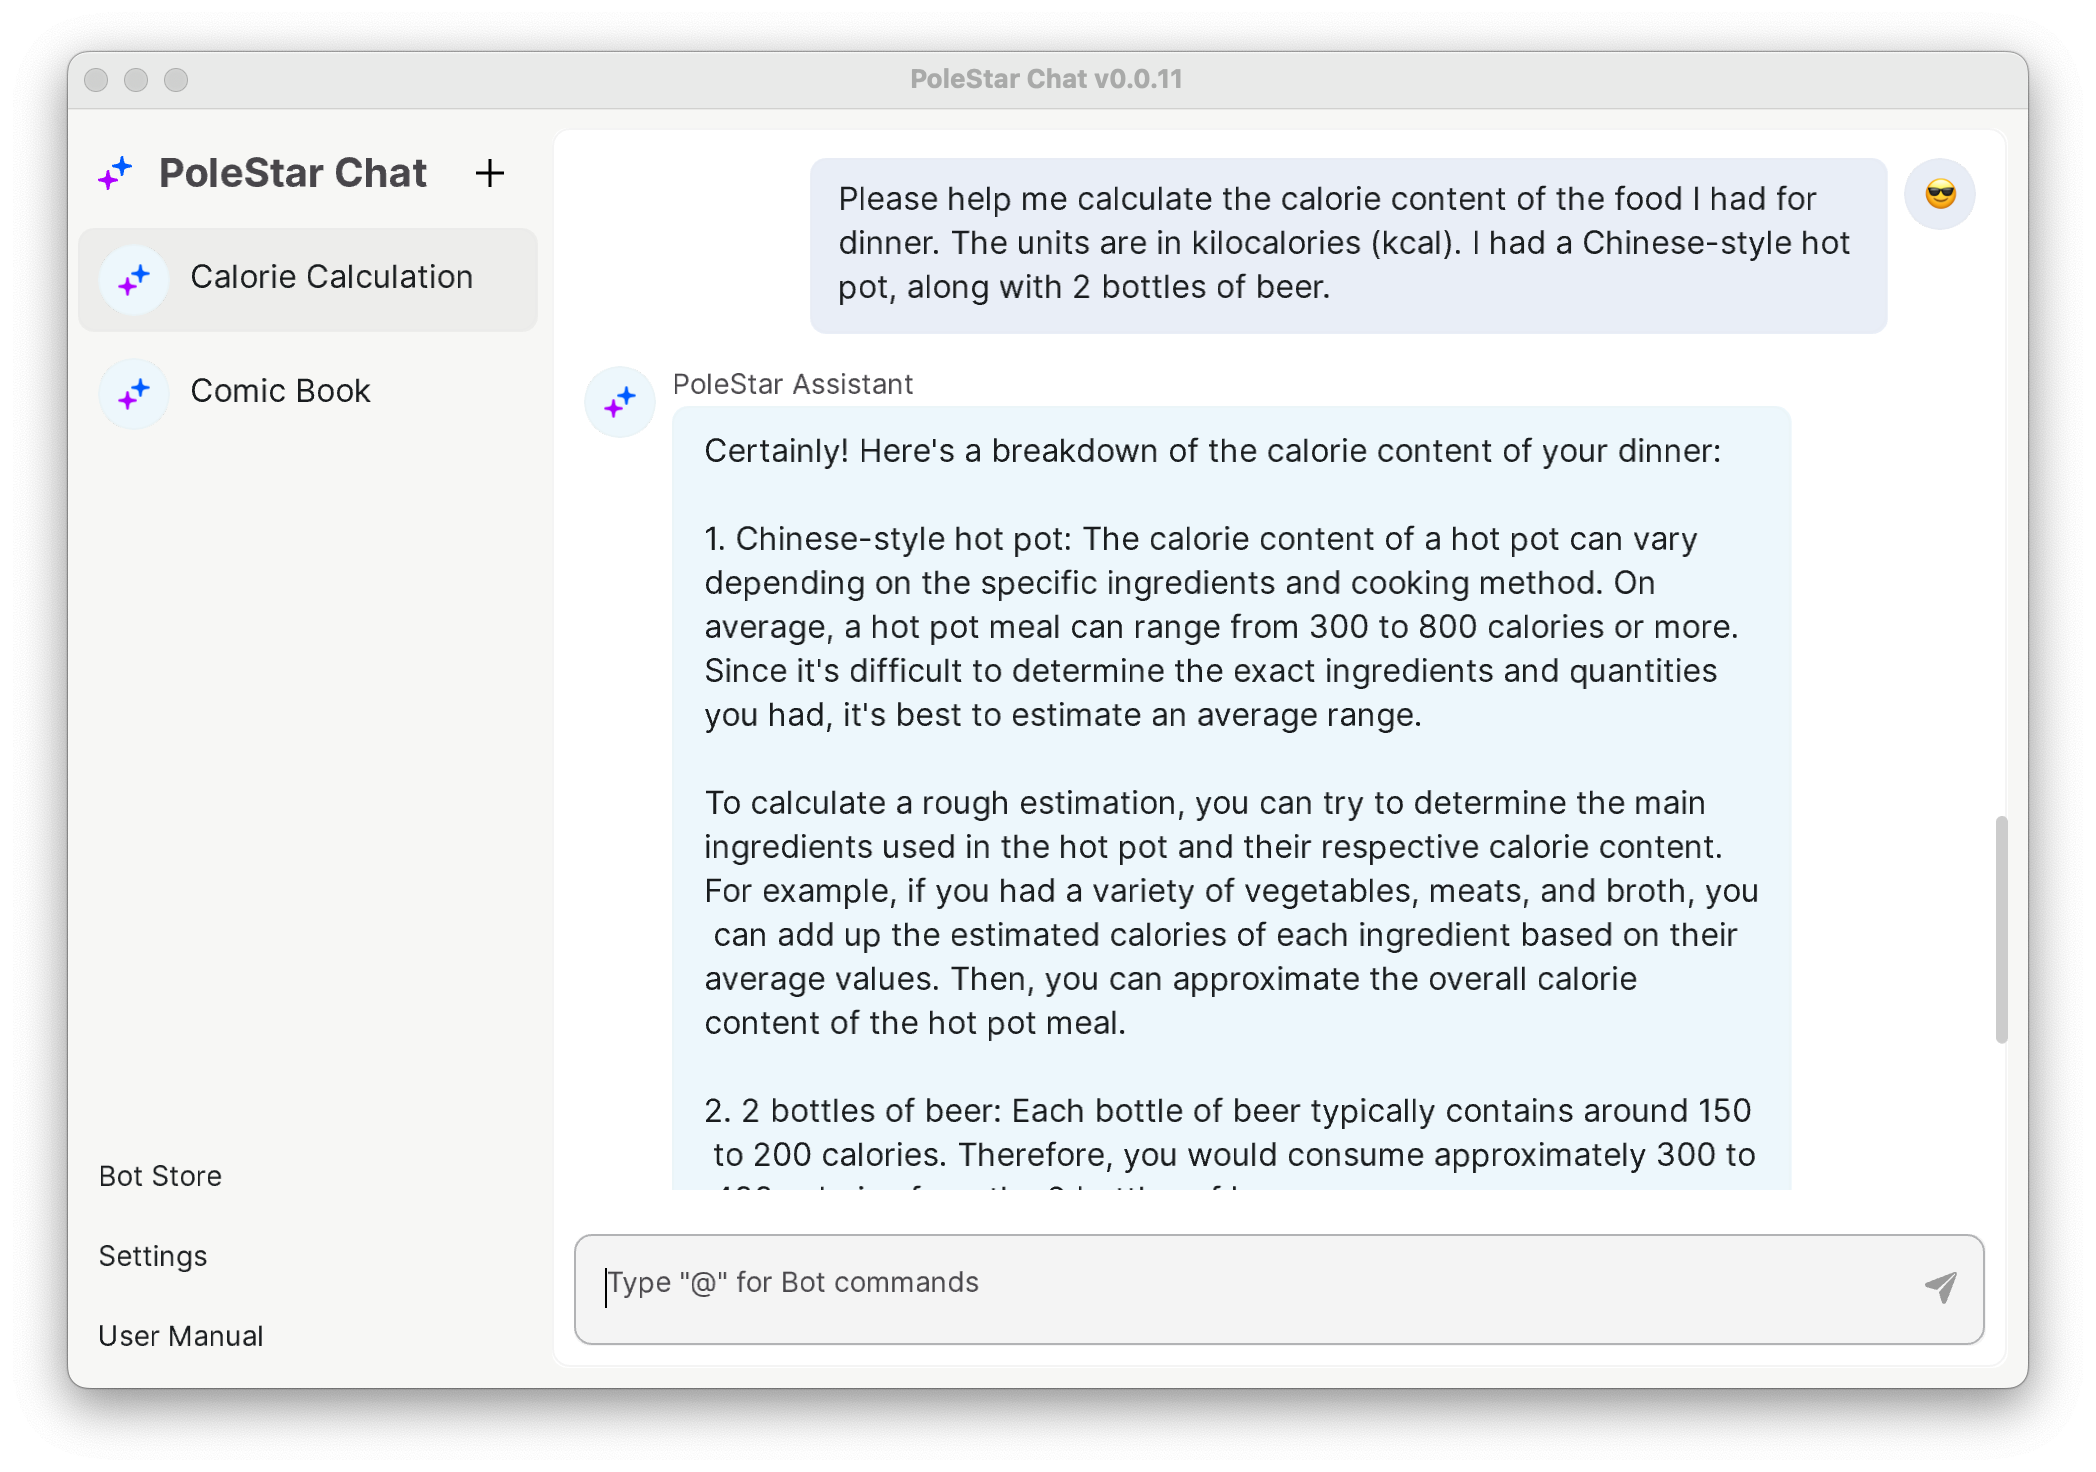 PoleStar Chat v0.0.11
PoleStar Chat
Calorie Calculation
Comic Book
Bot Store
Settings
User Manual
Please help me calculate the calorie content of the food I had for
dinner. The units are in kilocalories (kcal). I had a Chinese-style hot
pot, along with 2 bottles of beer.
PoleStar Assistant
Certainly! Here's a breakdown of the calorie content of your dinner:
1. Chinese-style hot pot: The calorie content of a hot pot can vary
depending on the specific ingredients and cooking method. On
average, a hot pot meal can range from 300 to 800 calories or more.
Since it's difficult to determine the exact ingredients and quantities
you had, it's best to estimate an average range.
To calculate a rough estimation, you can try to determine the main
ingredients used in the hot pot and their respective calorie content.
For example, if you had a variety of vegetables, meats, and broth, you
can add up the estimated calories of each ingredient based on their
average values. Then, you can approximate the overall calorie
content of the hot pot meal.
2. 2 bottles of beer: Each bottle of beer typically contains around 150
to 200 calories. Therefore, you would consume approximately 300 to
Type "@" for Bot commands